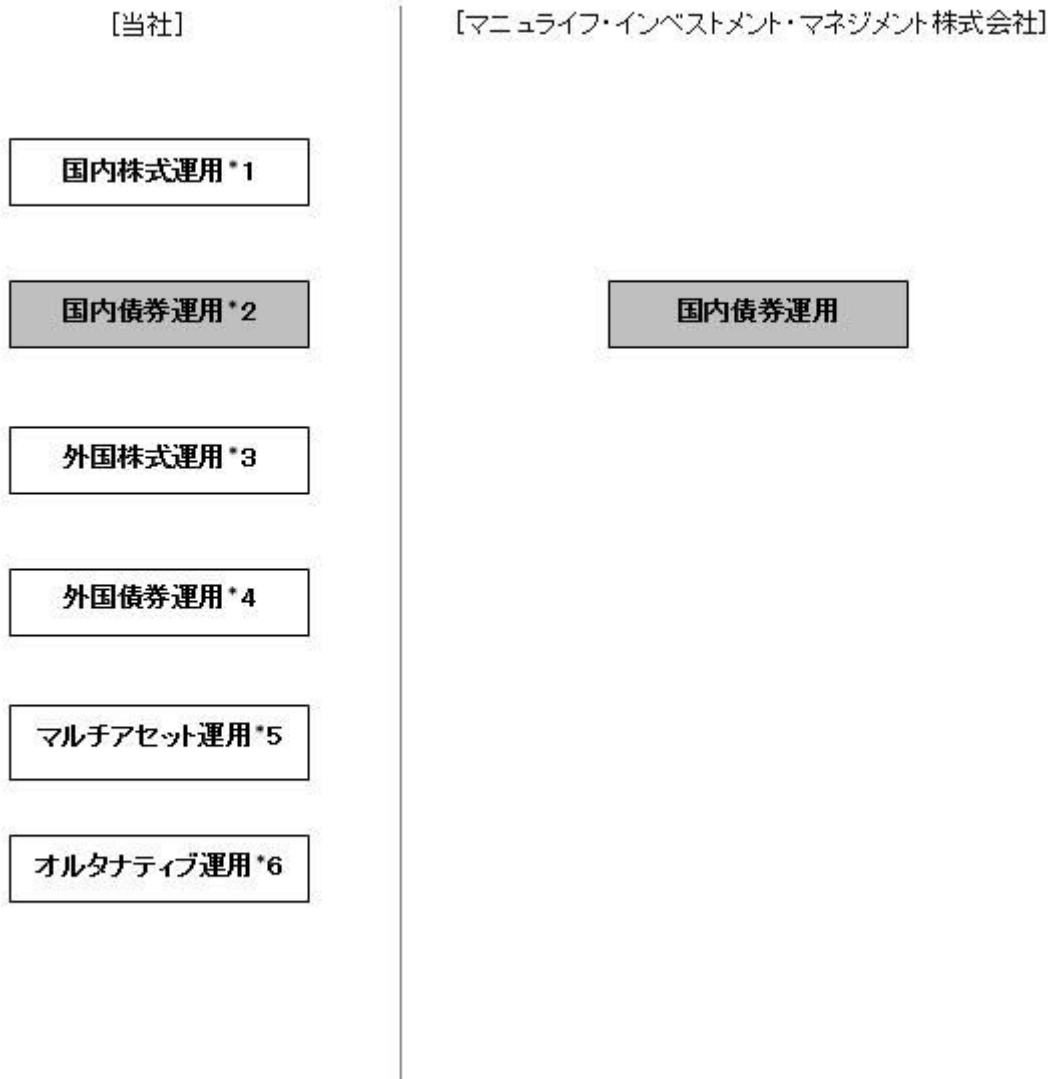 [当社]
[マニュライフ・インベストメント・マネジメント株式会社]
国内株式運用*1
国内債券運用*2
国内債券運用
外国株式運用*3
外国債券運用*4
マルチアセット運用*5
オルタナティブ運用*6